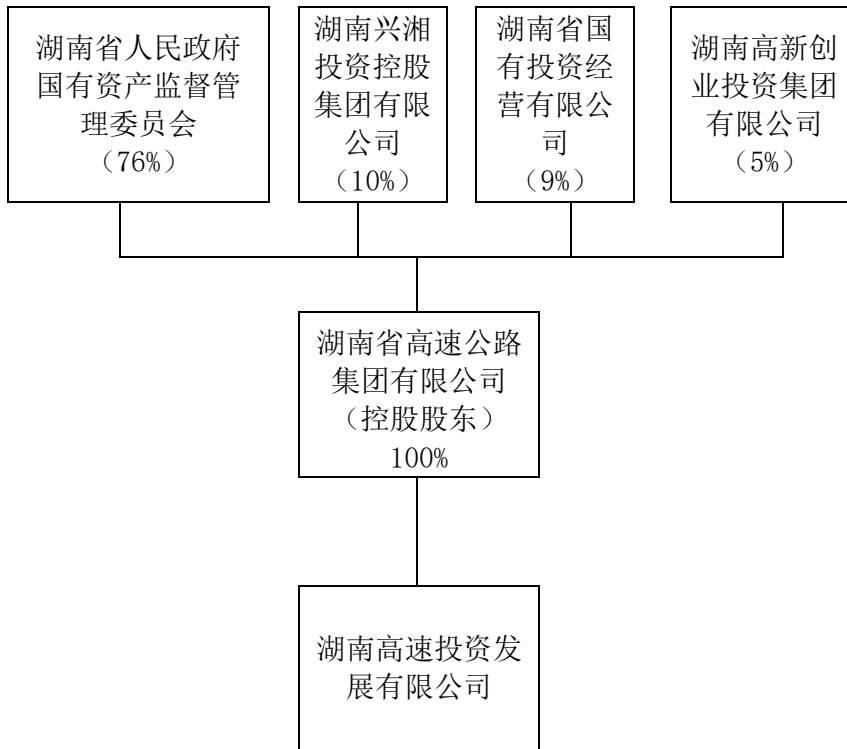 湖南省人民政府
国有资产监督管
理委员会
（76%）
湖南兴湘
投资控股
集团有限
公司
（10%）
湖南省国
有投资经
营有限公
司
（9%）
湖南高新创
业投资集团
有限公司
（5%）
湖南省高速公路
集团有限公司
（控股股东）
100%
湖南高速投资发
展有限公司